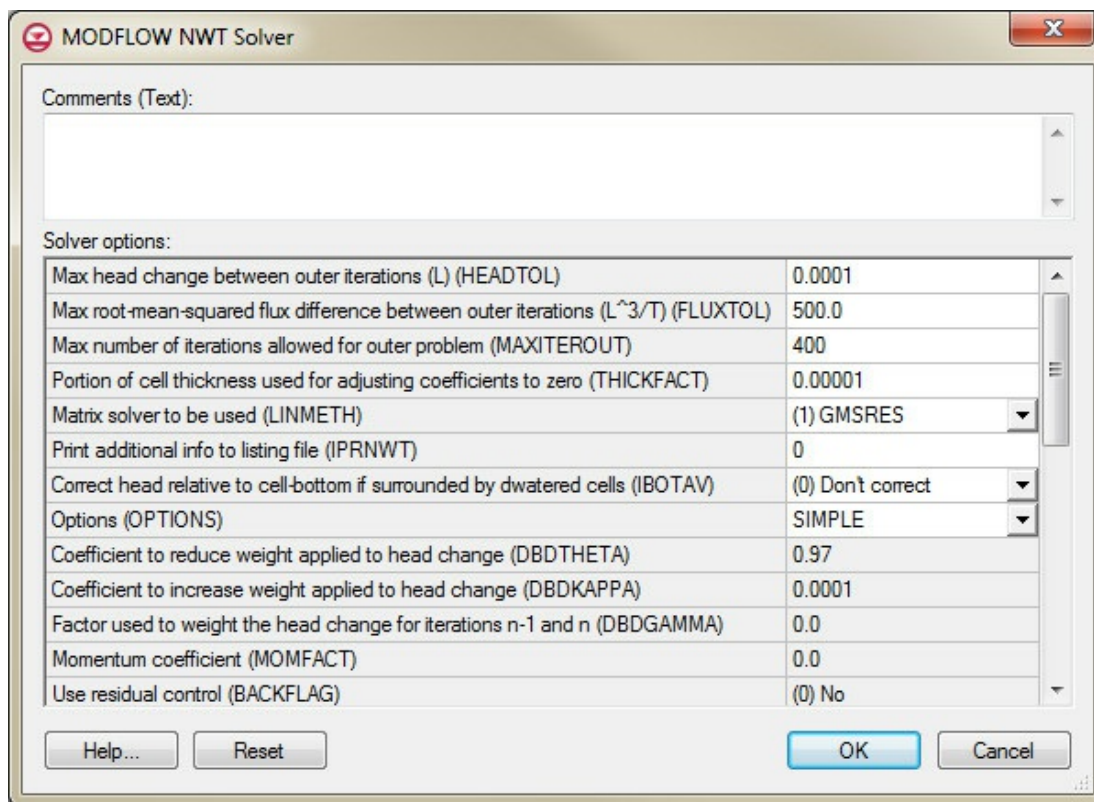 MODFLOW NWT Solver
Comments (Text):
Solver options:
Max head change between outer iterations (L) (HEADTOL) 0.0001
Max root-mean-squared flux difference between outer iterations (L^3/T) (FLUXTOL) 500.0
Max number of iterations allowed for outer problem (MAXITEROUT) 400
Portion of cell thickness used for adjusting coefficients to zero (THICKFACT) 0.00001
Matrix solver to be used (LINMETH) (1) GMSRES
Print additional info to listing file (IPRNWT) 0
Correct head relative to cell-bottom if surrounded by dwatered cells (IBOTAV) (0) Don't correct
Options (OPTIONS) SIMPLE
Coefficient to reduce weight applied to head change (DBDTHETA) 0.97
Coefficient to increase weight applied to head change (DBDKAPPA) 0.0001
Factor used to weight the head change for iterations n-1 and n (DBDGAMMA) 0.0
Momentum coefficient (MOMFACT) 0.0
Use residual control (BACKFLAG) (0) No
Help... Reset OK Cancel